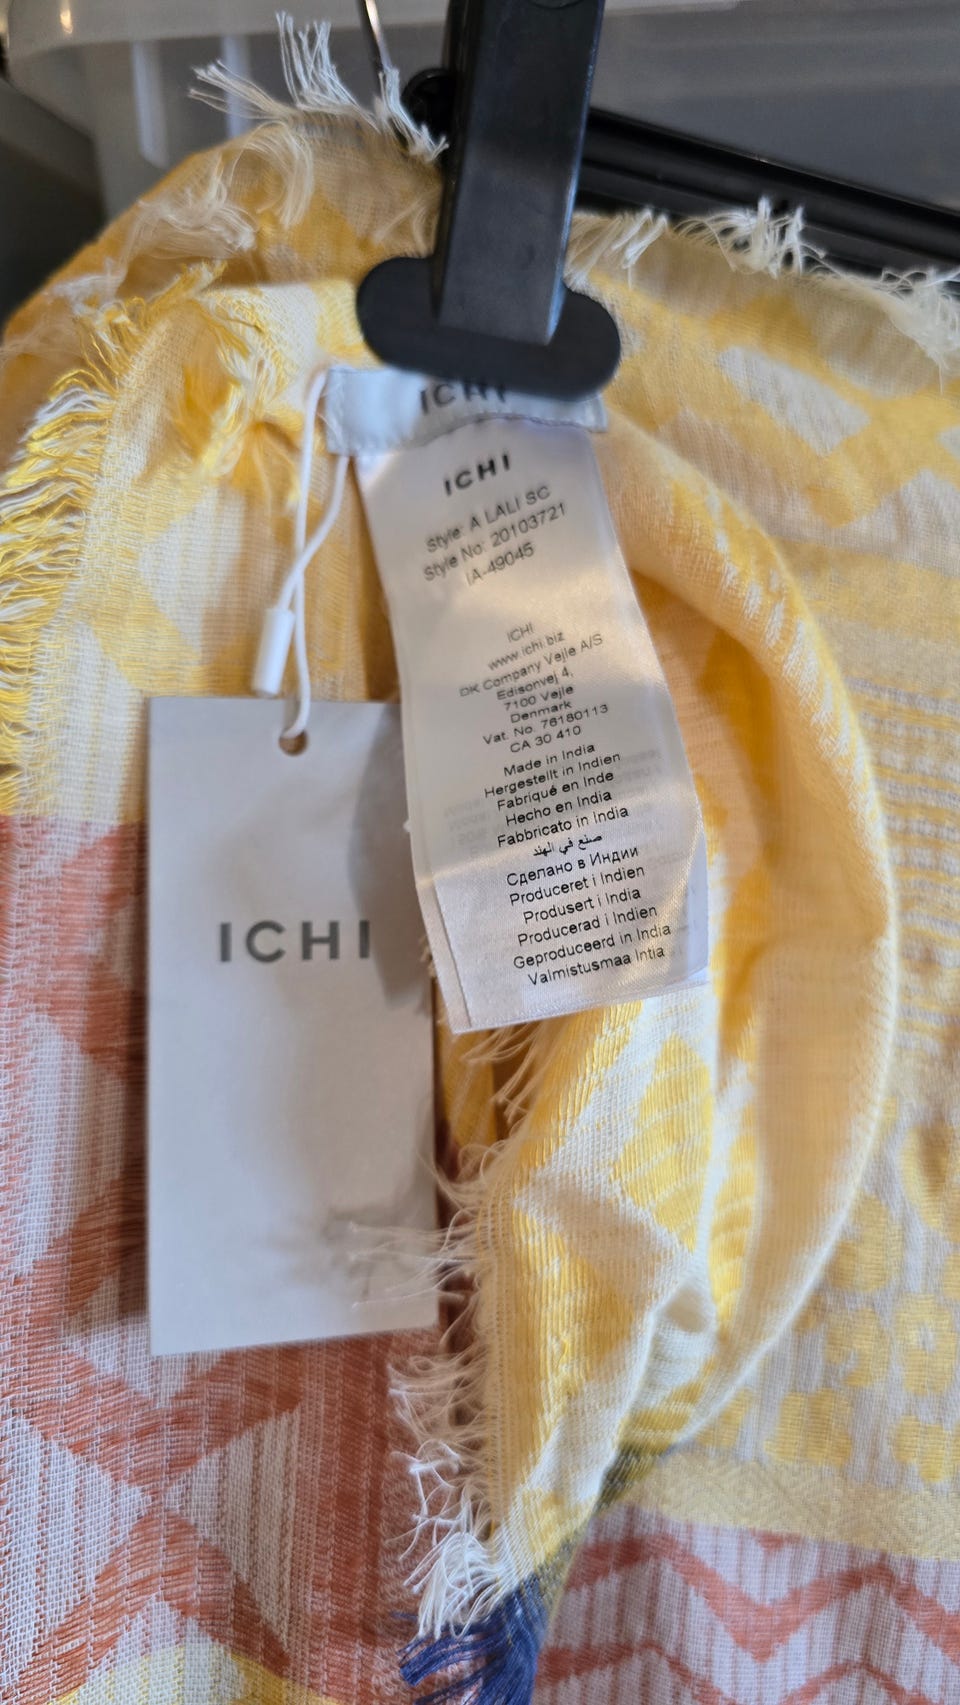 ICHI
ICHI
Style: A LALI SC
Style No: 20103721
IA-49045
ICHI
www.ichi.biz
DK Company Vejle A/S
Edisonvej 4,
7100 Vejle
Denmark
Vat. No. 76180113
CA 30 410
Made in India
Hergestellt in Indien
Fabriqué en Inde
Hecho en India
Fabbricato in India
صنع في الهند
Сделано в Индии
Produceret i Indien
Produsert i India
Producerad i Indien
Geproduceerd in India
Valmistusmaa Intia
ICHI